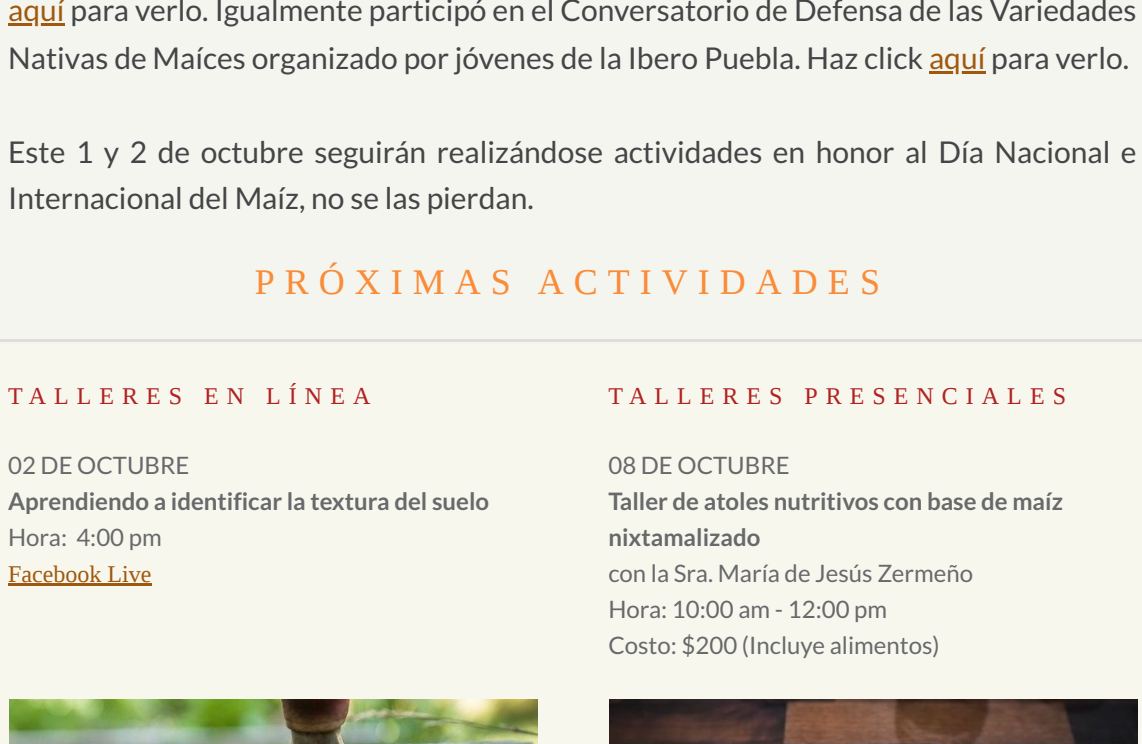 aquí para verlo. Igualmente participó en el Conversatorio de Defensa de las Variedades
Nativas de Maíces organizado por jóvenes de la Ibero Puebla. Haz click aquí para verlo.
Este 1 y 2 de octubre seguirán realizándose actividades en honor al Día Nacional e
Internacional del Maíz, no se las pierdan.
PRÓXIMAS ACTIVIDADES
TALLERES EN LÍNEA
02 DE OCTUBRE
Aprendiendo a identificar la textura del suelo
Hora: 4:00 pm
Facebook Live
TALLERES PRESENCIALES
08 DE OCTUBRE
Taller de atoles nutritivos con base de maíz
nixtamalizado
con la Sra. María de Jesús Zermeño
Hora: 10:00 am - 12:00 pm
Costo: $200 (Incluye alimentos)